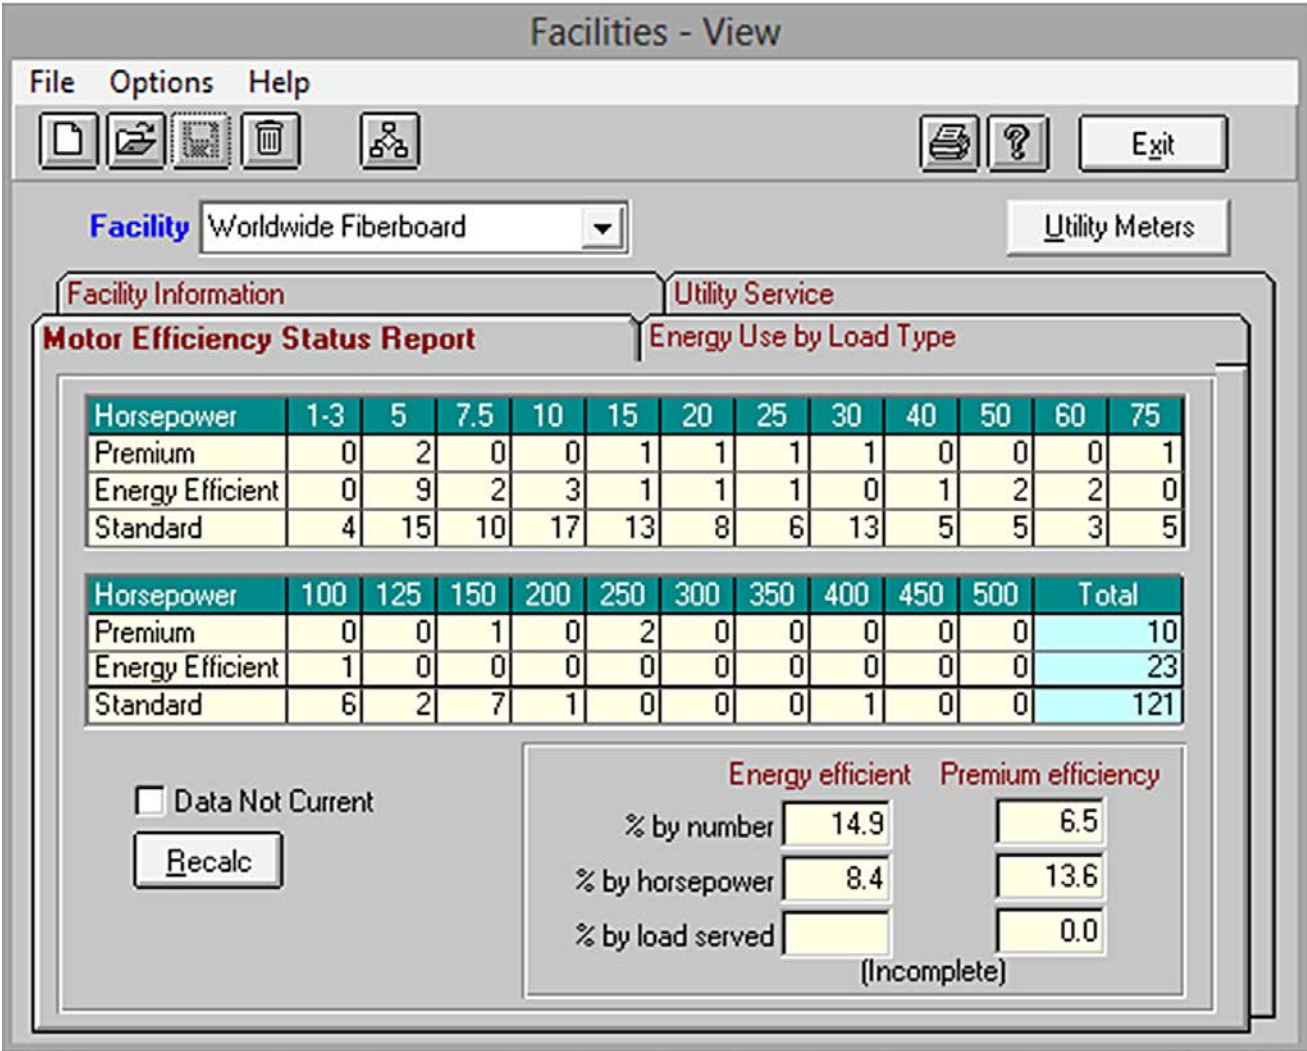 Facilities - View
File Options Help
Exit
Facility Worldwide Fiberboard Utility Meters
Facility Information Utility Service
Motor Efficiency Status Report Energy Use by Load Type
Horsepower 1-3 5 7.5 10 15 20 25 30 40 50 60 75
Premium 0 2 0 0 1 1 1 1 0 0 0 1
Energy Efficient 0 9 2 3 1 1 1 0 1 2 2 0
Standard 4 15 10 17 13 8 6 13 5 5 3 5
Horsepower 100 125 150 200 250 300 350 400 450 500 Total
Premium 0 0 1 0 2 0 0 0 0 0 10
Energy Efficient 1 0 0 0 0 0 0 0 0 0 23
Standard 6 2 7 1 0 0 0 1 0 0 121
Energy efficient Premium efficiency
Data Not Current
% by number 14.9 6.5
Recalc
% by horsepower 8.4 13.6
% by load served 0.0
(Incomplete)